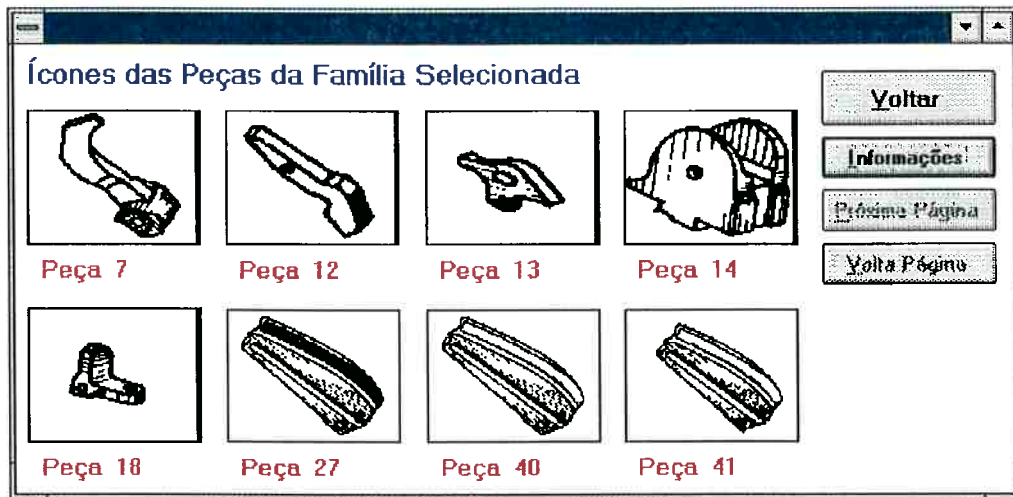 Ícones das Peças da Família Selecionada
Voltar
Informações
Próxima Página
Volta Página
Peça 7
Peça 12
Peça 13
Peça 14
Peça 18
Peça 27
Peça 40
Peça 41